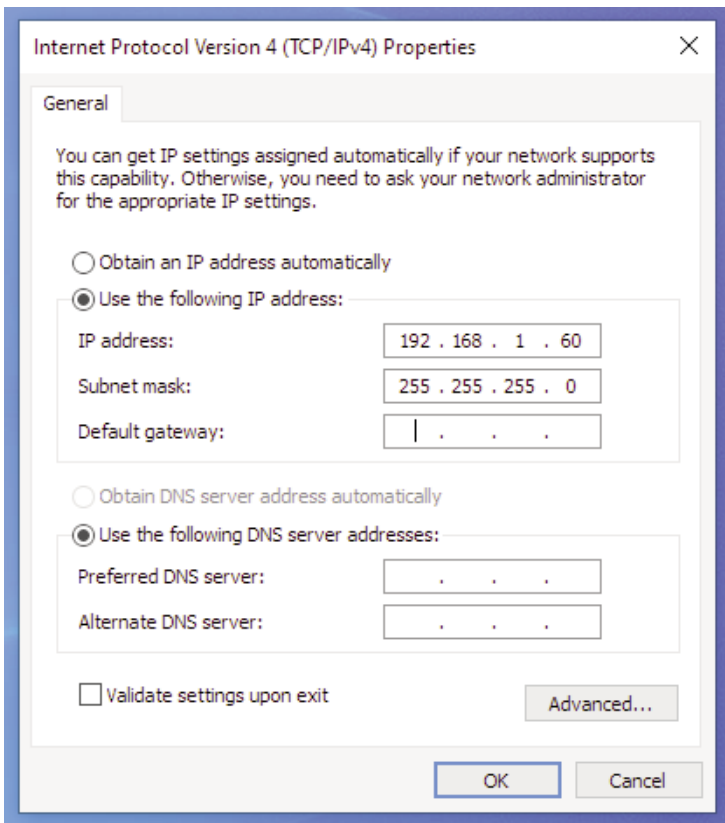 Internet Protocol Version 4 (TCP/IPv4) Properties
General
You can get IP settings assigned automatically if your network supports
this capability. Otherwise, you need to ask your network administrator
for the appropriate IP settings.
Obtain an IP address automatically
Use the following IP address:
IP address: 192 . 168 . 1 . 60
Subnet mask: 255 . 255 . 255 . 0
Default gateway: . . .
Obtain DNS server address automatically
Use the following DNS server addresses:
Preferred DNS server: . . .
Alternate DNS server: . . .
Validate settings upon exit
Advanced...
OK Cancel